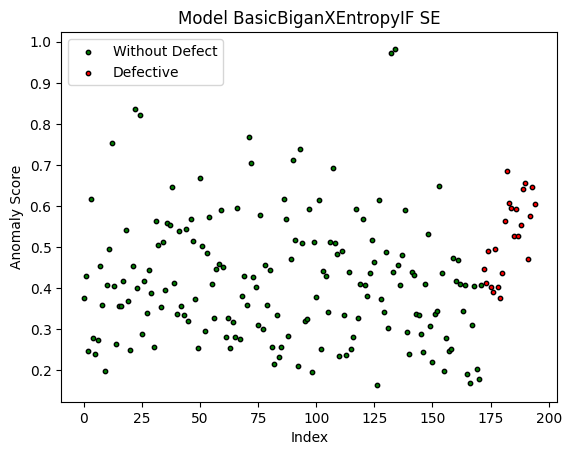 Model BasicBiganXEntropyIF SE
Without Defect
Defective
Anomaly Score
1.0
0.9
0.8
0.7
0.6
0.5
0.4
0.3
0.2
0 25 50 75 100 125 150 175 200
Index